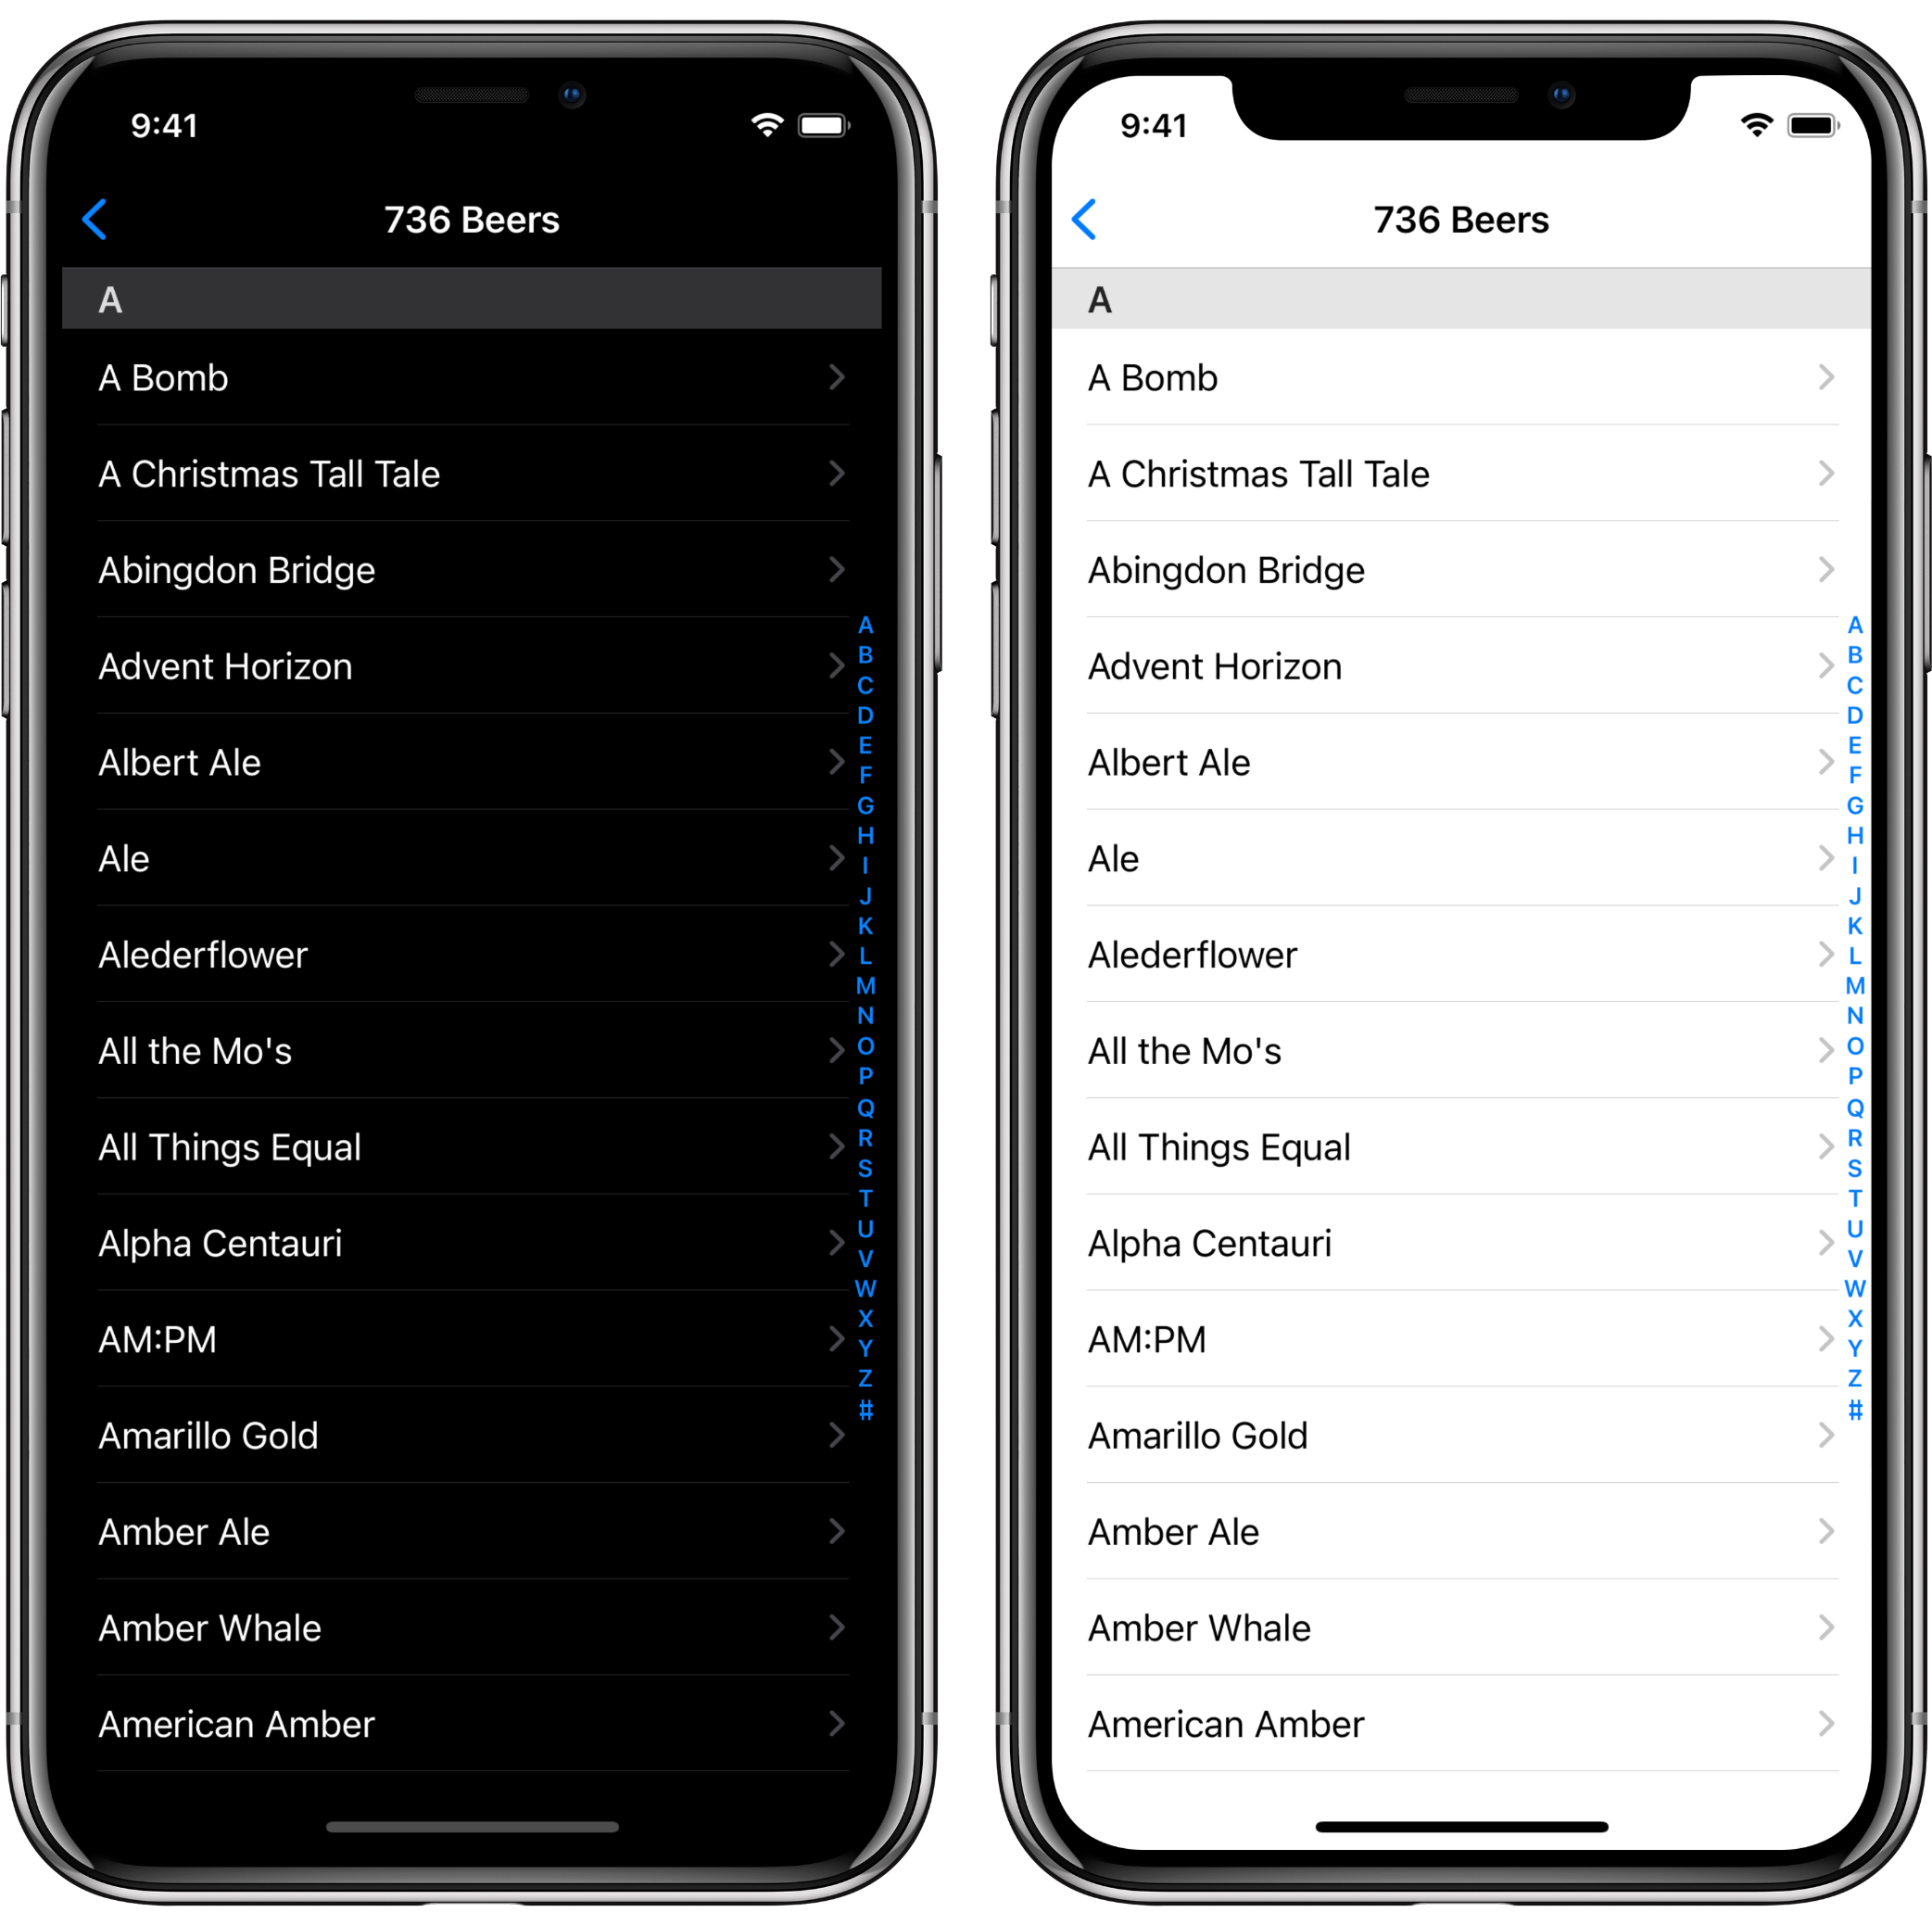 9:41
736 Beers
A
A Bomb
A Christmas Tall Tale
Abingdon Bridge
Advent Horizon
Albert Ale
Ale
Alederflower
All the Mo's
All Things Equal
Alpha Centauri
AM:PM
Amarillo Gold
Amber Ale
Amber Whale
American Amber
A
B
C
D
E
F
G
H
I
J
K
L
M
N
O
P
Q
R
S
T
U
V
W
X
Y
Z
#
9:41
736 Beers
A
A Bomb
A Christmas Tall Tale
Abingdon Bridge
Advent Horizon
Albert Ale
Ale
Alederflower
All the Mo's
All Things Equal
Alpha Centauri
AM:PM
Amarillo Gold
Amber Ale
Amber Whale
American Amber
A
B
C
D
E
F
G
H
I
J
K
L
M
N
O
P
Q
R
S
T
U
V
W
X
Y
Z
#